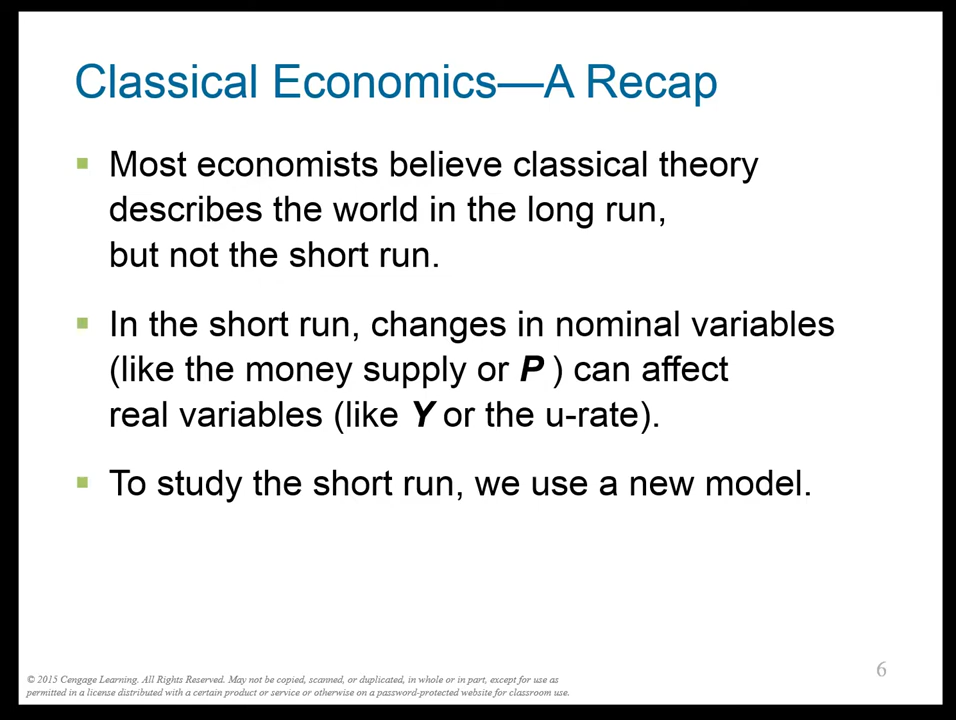 Classical Economics—A Recap
▪ Most economists believe classical theory
describes the world in the long run,
but not the short run.
▪ In the short run, changes in nominal variables
(like the money supply or P ) can affect
real variables (like Y or the u-rate).
▪ To study the short run, we use a new model.
© 2015 Cengage Learning. All Rights Reserved. May not be copied, scanned, or duplicated, in whole or in part, except for use as
permitted in a license distributed with a certain product or service or otherwise on a password-protected website for classroom use.
6